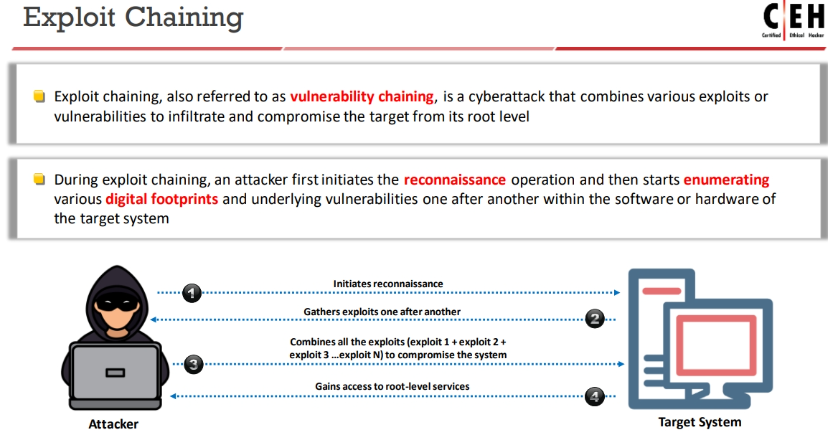 Exploit Chaining
C|EH
Certified Ethical Hacker
Exploit chaining, also referred to as vulnerability chaining, is a cyberattack that combines various exploits or
vulnerabilities to infiltrate and compromise the target from its root level
During exploit chaining, an attacker first initiates the reconnaissance operation and then starts enumerating
various digital footprints and underlying vulnerabilities one after another within the software or hardware of
the target system
1
Initiates reconnaissance
Gathers exploits one after another
2
Combines all the exploits (exploit 1 + exploit 2 +
exploit 3 ...exploit N) to compromise the system
3
Gains access to root-level services
4
Attacker
Target System